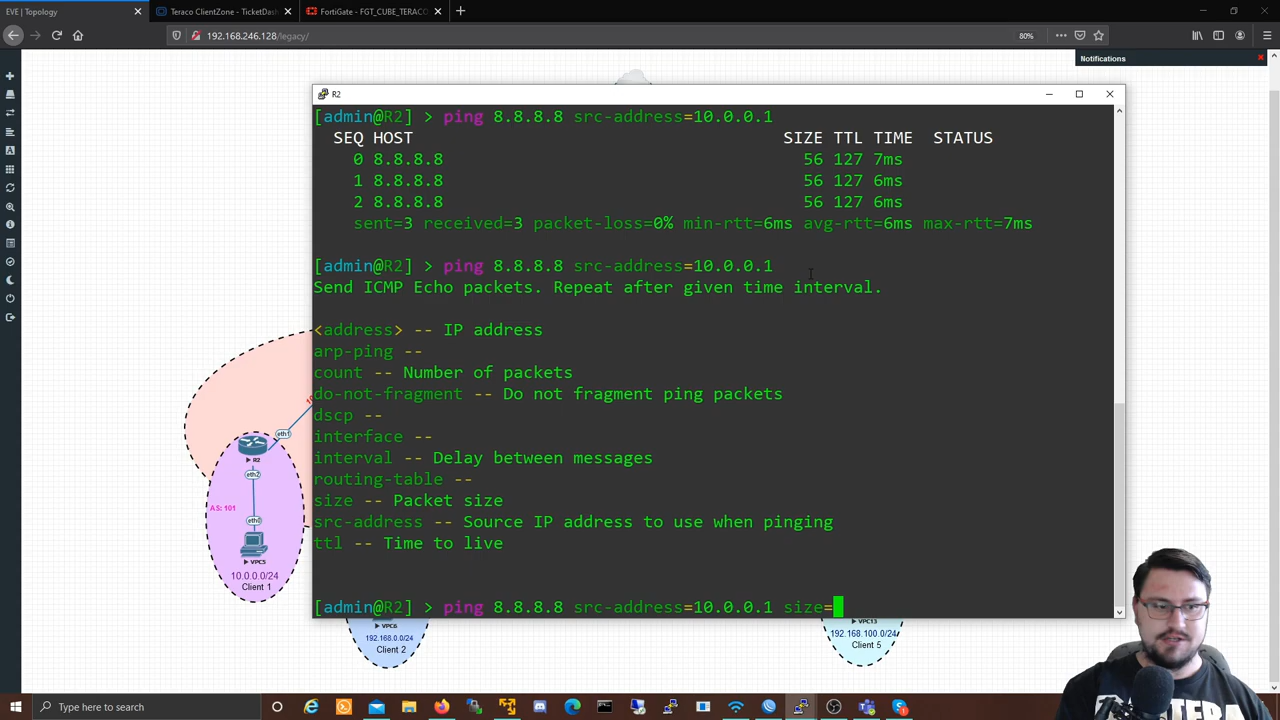 EVE | Topology
Teraco ClientZone - TicketDash
FortiGate - FGT_CUBE_TERACO
192.168.246.128/legacy/
80%
Notifications
R2
[admin@R2] > ping 8.8.8.8 src-address=10.0.0.1
SEQ HOST SIZE TTL TIME STATUS
0 8.8.8.8 56 127 7ms
1 8.8.8.8 56 127 6ms
2 8.8.8.8 56 127 6ms
sent=3 received=3 packet-loss=0% min-rtt=6ms avg-rtt=6ms max-rtt=7ms
[admin@R2] > ping 8.8.8.8 src-address=10.0.0.1
Send ICMP Echo packets. Repeat after given time interval.
<address> -- IP address
arp-ping --
count -- Number of packets
do-not-fragment -- Do not fragment ping packets
dscp --
interface --
interval -- Delay between messages
routing-table --
size -- Packet size
src-address -- Source IP address to use when pinging
ttl -- Time to live
[admin@R2] > ping 8.8.8.8 src-address=10.0.0.1 size=
eth1
R2
eth2
AS: 101
eth0
VPC5
10.0.0.0/24
Client 1
VPC6
192.168.0.0/24
Client 2
VPC13
192.168.100.0/24
Client 5
Type here to search